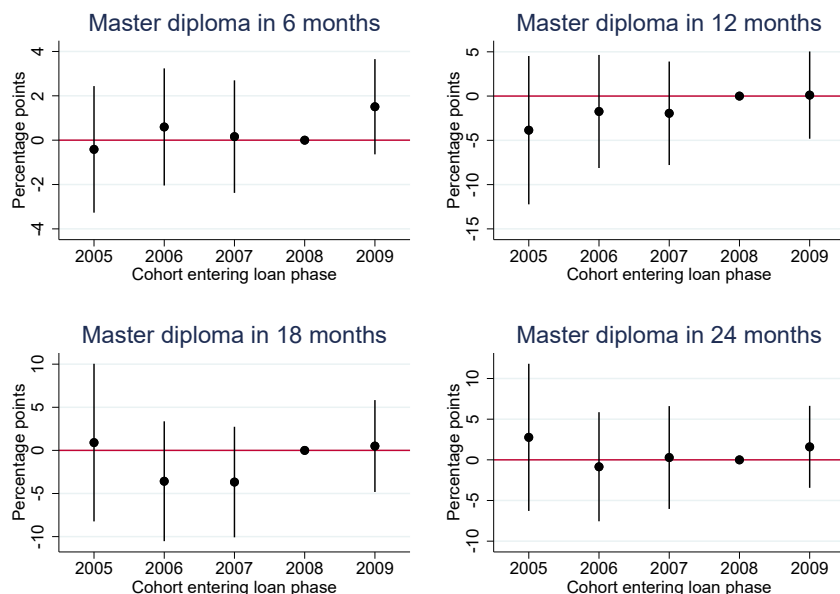 Master diploma in 6 months
Percentage points
4
2
0
-2
-4
2005 2006 2007 2008 2009
Cohort entering loan phase
Master diploma in 12 months
Percentage points
5
0
-5
-10
-15
2005 2006 2007 2008 2009
Cohort entering loan phase
Master diploma in 18 months
Percentage points
10
5
0
-5
-10
2005 2006 2007 2008 2009
Cohort entering loan phase
Master diploma in 24 months
Percentage points
10
5
0
-5
-10
2005 2006 2007 2008 2009
Cohort entering loan phase